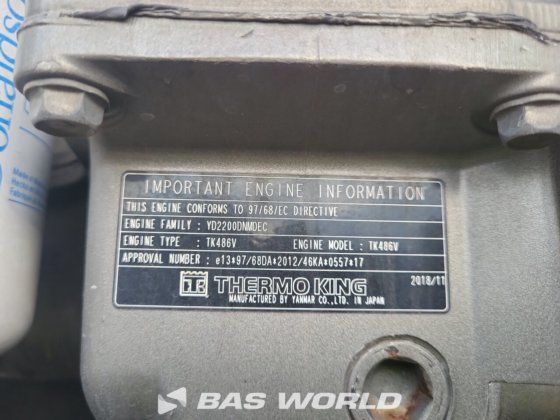 IMPORTANT ENGINE INFORMATION
THIS ENGINE CONFORMS TO 97/68/EC DIRECTIVE
ENGINE FAMILY : YD2200DNMDEC
ENGINE TYPE : TK486V ENGINE MODEL : TK486V
APPROVAL NUMBER : e13*97/68DA*2012/46KA*0557*17
2018/11
THERMO KING
MANUFACTURED BY YANMAR CO.,LTD. IN JAPAN
BAS WORLD